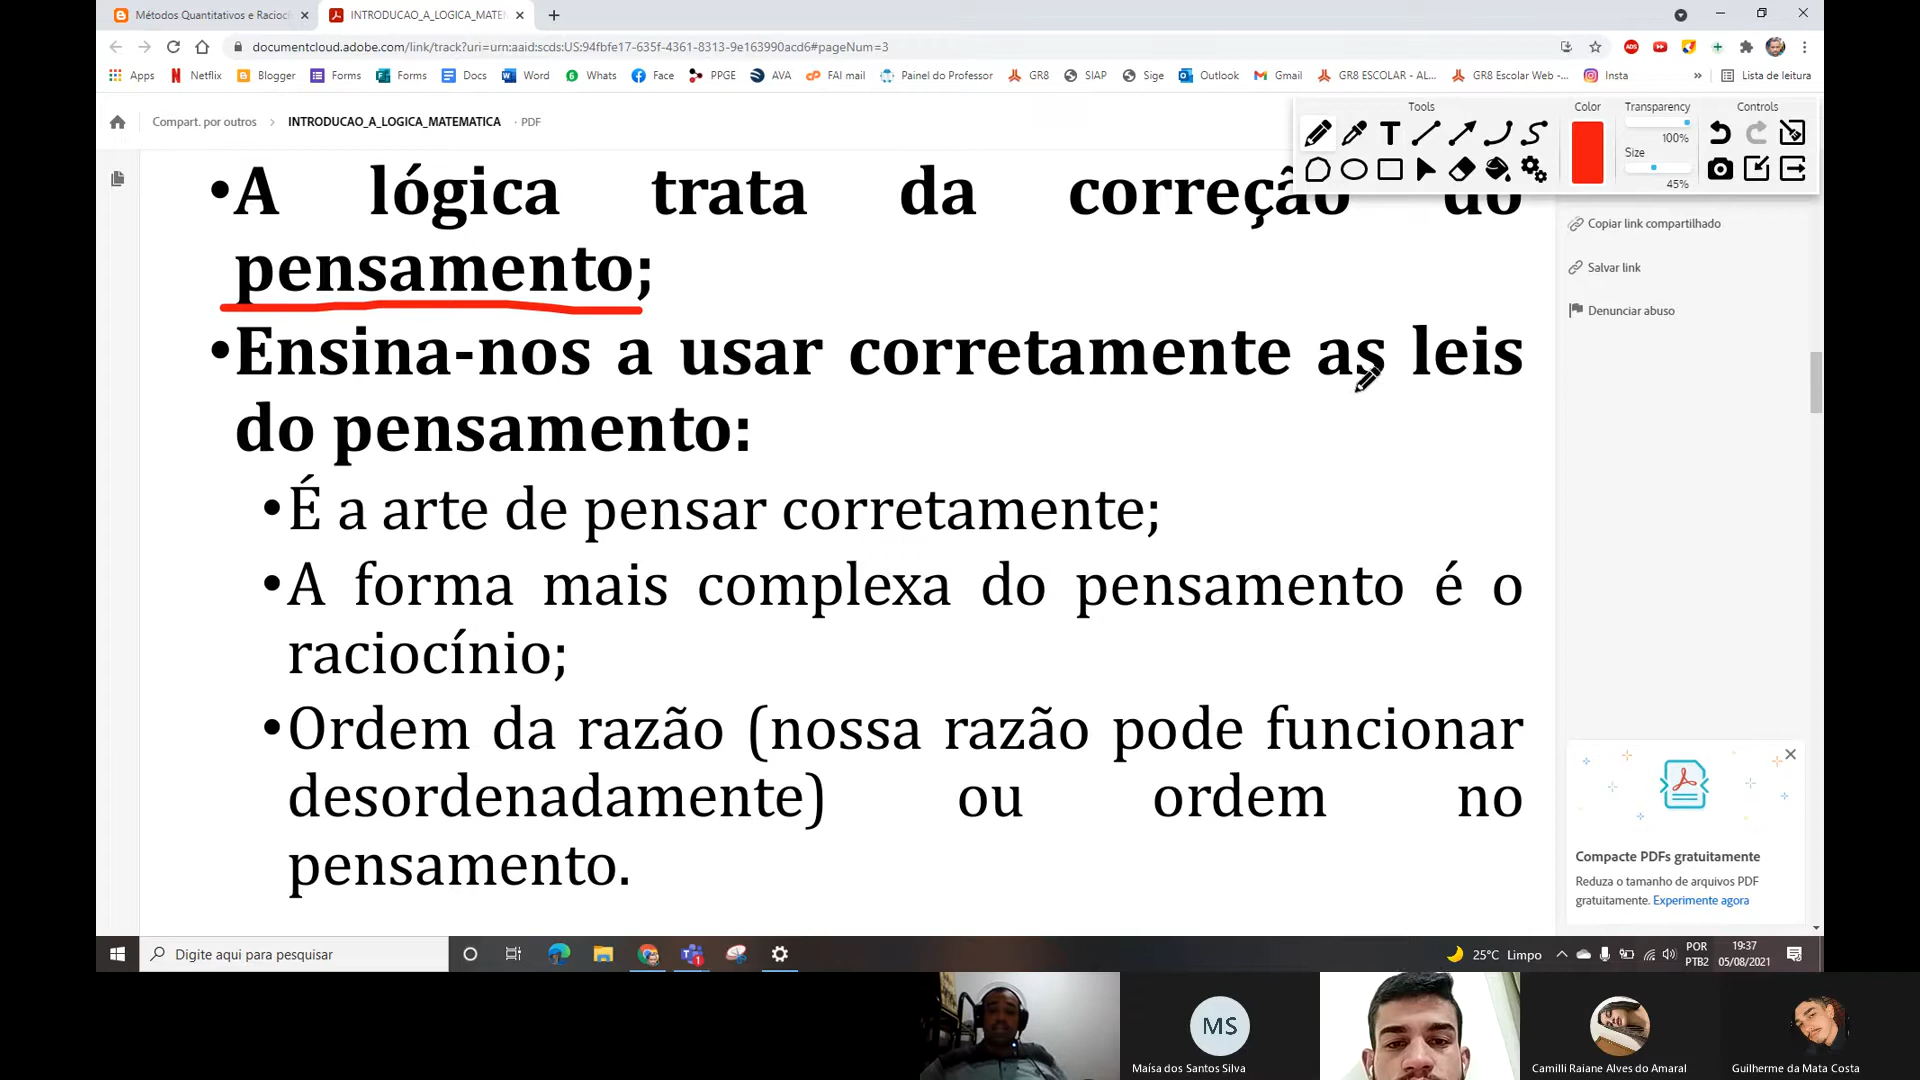 Métodos Quantitativos e Raciocí
INTRODUCAO_A_LOGICA_MATEM
documentcloud.adobe.com/link/track?uri=urn:aaid:scds:US:94fbfe17-635f-4361-8313-9e163990acd6#pageNum=3
Apps Netflix Blogger Forms Forms Docs Word Whats Face PPGE AVA FAI mail Painel do Professor GR8 SIAP Sige Outlook Gmail GR8 ESCOLAR - AL... GR8 Escolar Web -... Insta » Lista de leitura
Compart. por outros > INTRODUCAO_A_LOGICA_MATEMATICA · PDF
Tools Color Transparency Controls
100%
Size
45%
•A lógica trata da correção do
pensamento;
•Ensina-nos a usar corretamente as leis
do pensamento:
•É a arte de pensar corretamente;
•A forma mais complexa do pensamento é o
raciocínio;
•Ordem da razão (nossa razão pode funcionar
desordenadamente) ou ordem no
pensamento.
Copiar link compartilhado
Salvar link
Denunciar abuso
Compacte PDFs gratuitamente
Reduza o tamanho de arquivos PDF
gratuitamente. Experimente agora
Digite aqui para pesquisar
25°C Limpo
POR
PTB2
19:37
05/08/2021
MS
Maísa dos Santos Silva
Camilli Raiane Alves do Amaral
Guilherme da Mata Costa